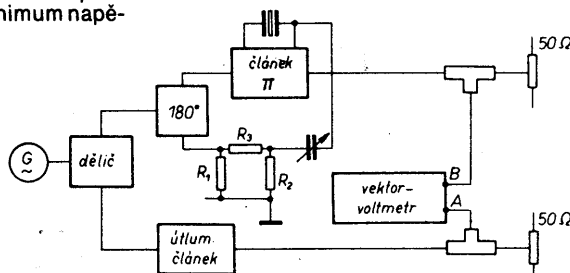 nimum napě-
50 Ω
článek
π
180°
G
~
dělič
R3
R1
R2
B
vektor-
voltmetr
A
50 Ω
útlum.
článek